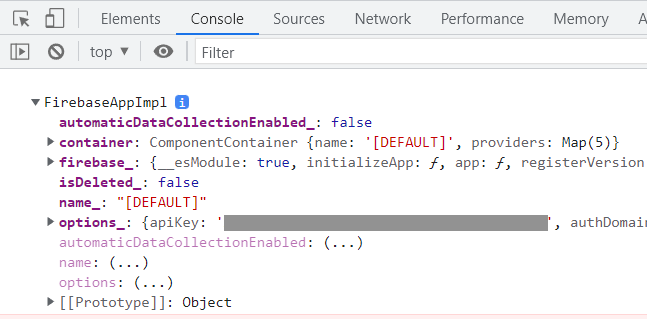 Elements Console Sources Network Performance Memory
top Filter
FirebaseAppImpl i
automaticDataCollectionEnabled_: false
container: ComponentContainer {name: '[DEFAULT]', providers: Map(5)}
firebase_: {__esModule: true, initializeApp: ƒ, app: ƒ, registerVersion
isDeleted_: false
name_: "[DEFAULT]"
options_: {apiKey: '', authDomain
automaticDataCollectionEnabled: (...)
name: (...)
options: (...)
[[Prototype]]: Object